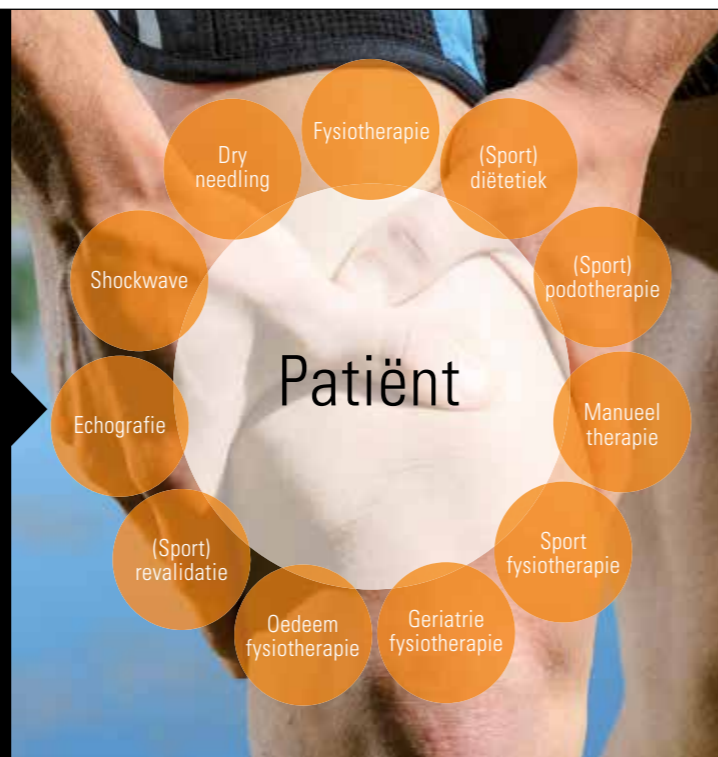 Fysiotherapie
(Sport)
diëtetiek
(Sport)
podotherapie
Manueel
therapie
Sport
fysiotherapie
Geriatrie
fysiotherapie
Oedeem
fysiotherapie
(Sport)
revalidatie
Echografie
Shockwave
Dry
needling
Patiënt